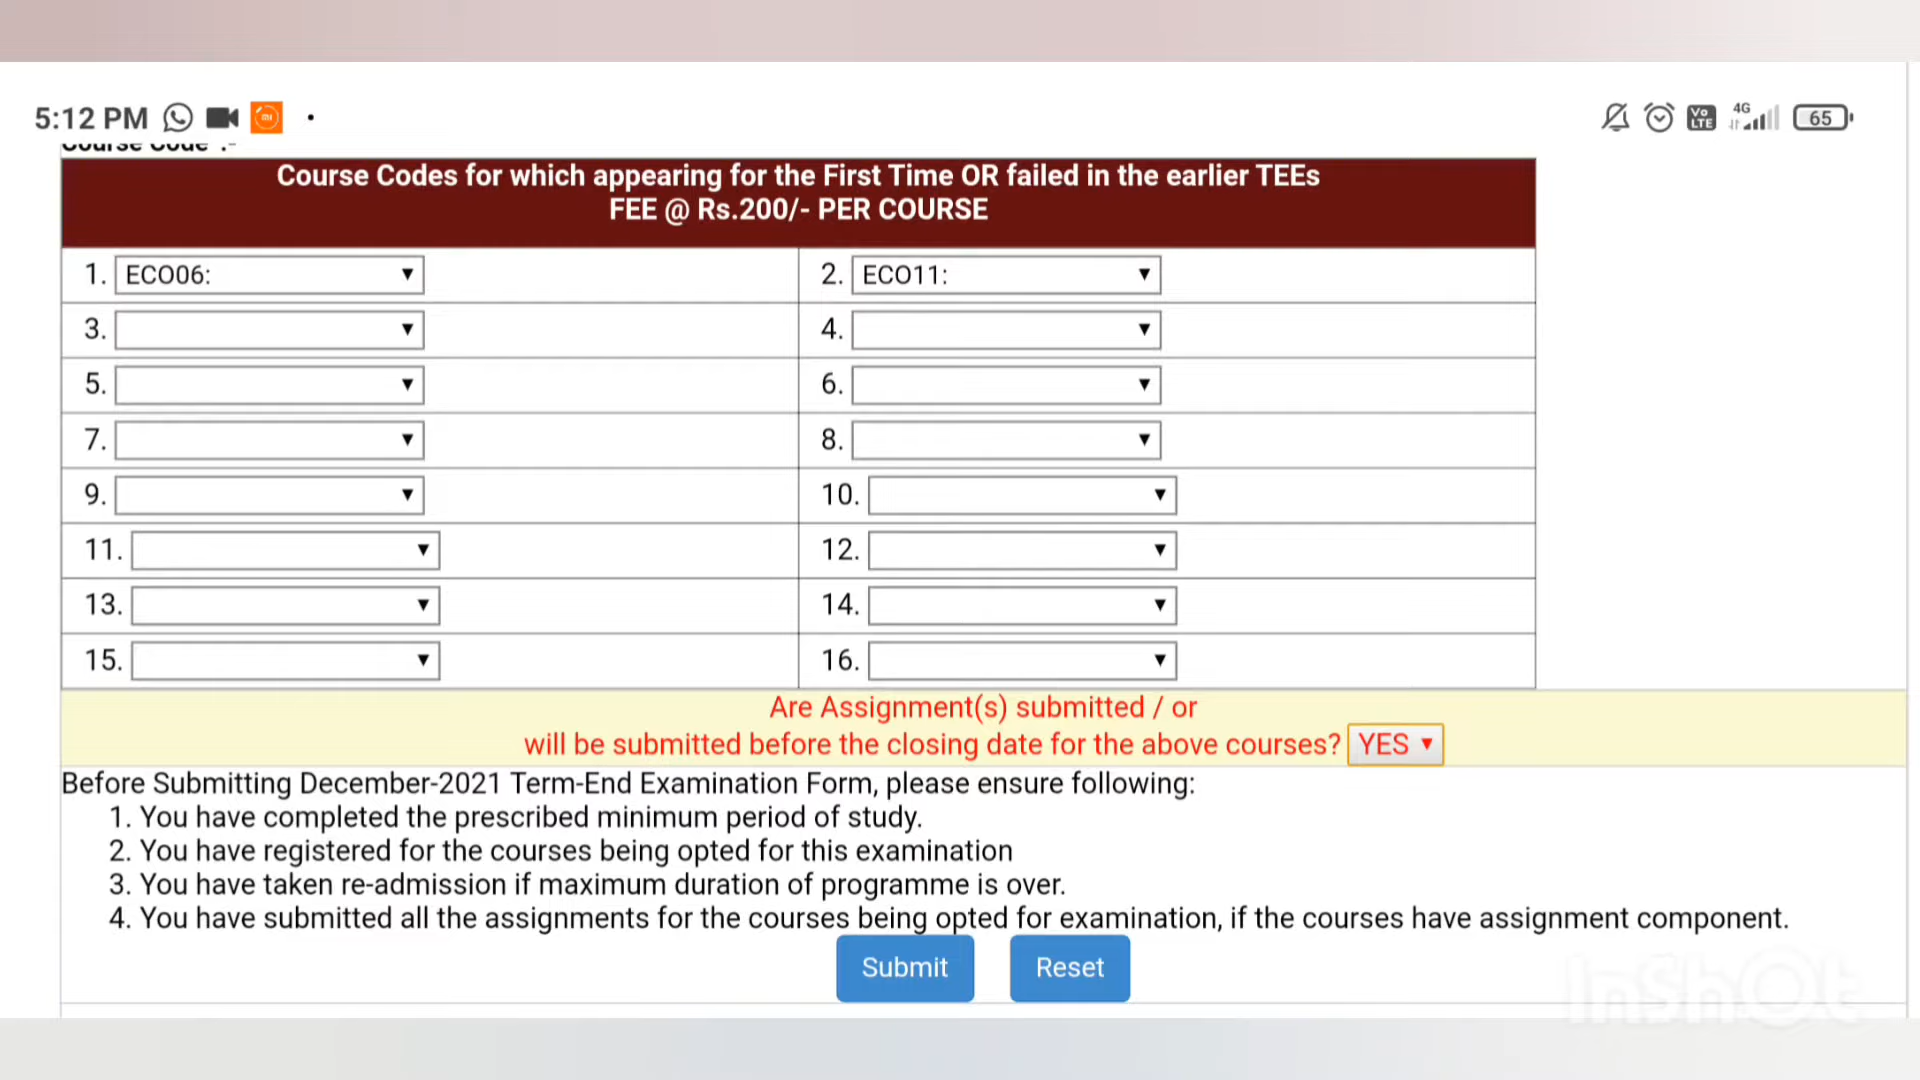 5:12 PM
4G
Vo
LTE
65
Course Code :-
Course Codes for which appearing for the First Time OR failed in the earlier TEEs
FEE @ Rs.200/- PER COURSE
1. ECO06:
2. ECO11:
3.
4.
5.
6.
7.
8.
9.
10.
11.
12.
13.
14.
15.
16.
Are Assignment(s) submitted / or
will be submitted before the closing date for the above courses? YES
Before Submitting December-2021 Term-End Examination Form, please ensure following:
1. You have completed the prescribed minimum period of study.
2. You have registered for the courses being opted for this examination
3. You have taken re-admission if maximum duration of programme is over.
4. You have submitted all the assignments for the courses being opted for examination, if the courses have assignment component.
Submit
Reset
InShOt